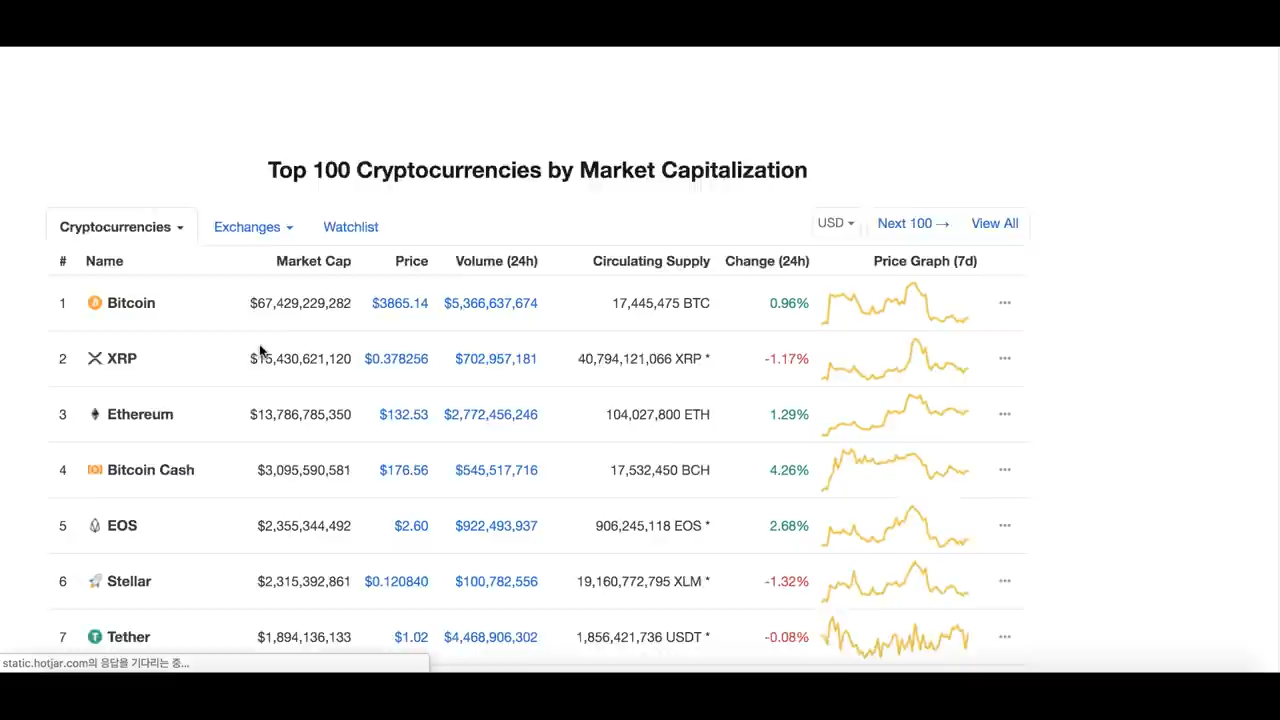 Top 100 Cryptocurrencies by Market Capitalization
Cryptocurrencies Exchanges Watchlist USD Next 100 → View All
# Name Market Cap Price Volume (24h) Circulating Supply Change (24h) Price Graph (7d)
1 Bitcoin $67,429,229,282 $3865.14 $5,366,637,674 17,445,475 BTC 0.96%
2 XRP $15,430,621,120 $0.378256 $702,957,181 40,794,121,066 XRP * -1.17%
3 Ethereum $13,786,785,350 $132.53 $2,772,456,246 104,027,800 ETH 1.29%
4 Bitcoin Cash $3,095,590,581 $176.56 $545,517,716 17,532,450 BCH 4.26%
5 EOS $2,355,344,492 $2.60 $922,493,937 906,245,118 EOS * 2.68%
6 Stellar $2,315,392,861 $0.120840 $100,782,556 19,160,772,795 XLM * -1.32%
7 Tether $1,894,136,133 $1.02 $4,468,906,302 1,856,421,736 USDT * -0.08%
static.hotjar.com의 응답을 기다리는 중...